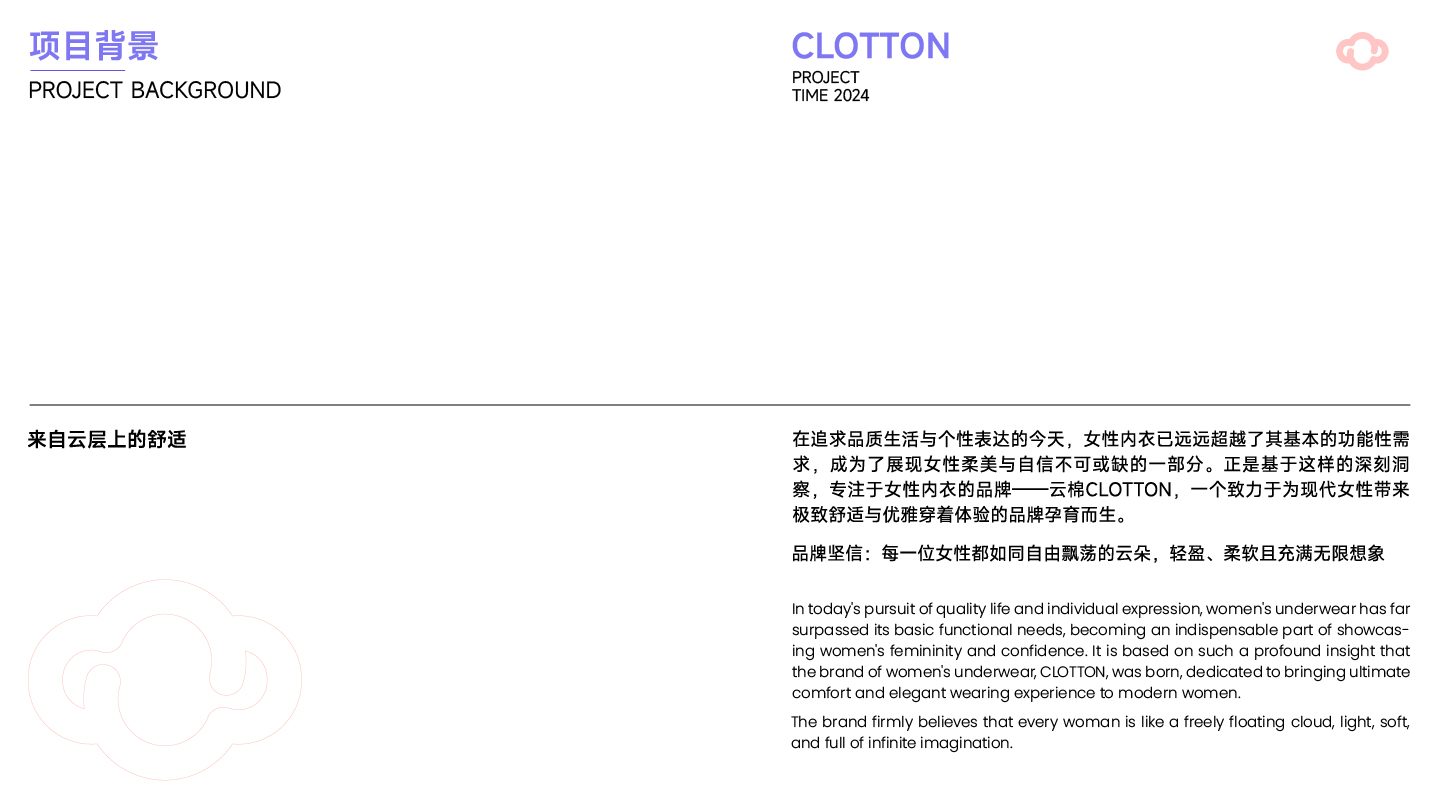 项目背景
PROJECT BACKGROUND
CLOTTON
PROJECT
TIME 2024
来自云层上的舒适
在追求品质生活与个性表达的今天，女性内衣已远远超越了其基本的功能性需
求，成为了展现女性柔美与自信不可或缺的一部分。正是基于这样的深刻洞
察，专注于女性内衣的品牌——云棉CLOTTON，一个致力于为现代女性带来
极致舒适与优雅穿着体验的品牌孕育而生。
品牌坚信：每一位女性都如同自由飘荡的云朵，轻盈、柔软且充满无限想象
In today's pursuit of quality life and individual expression, women's underwear has far
surpassed its basic functional needs, becoming an indispensable part of showcas-
ing women's femininity and confidence. It is based on such a profound insight that
the brand of women's underwear, CLOTTON, was born, dedicated to bringing ultimate
comfort and elegant wearing experience to modern women.
The brand firmly believes that every woman is like a freely floating cloud, light, soft,
and full of infinite imagination.